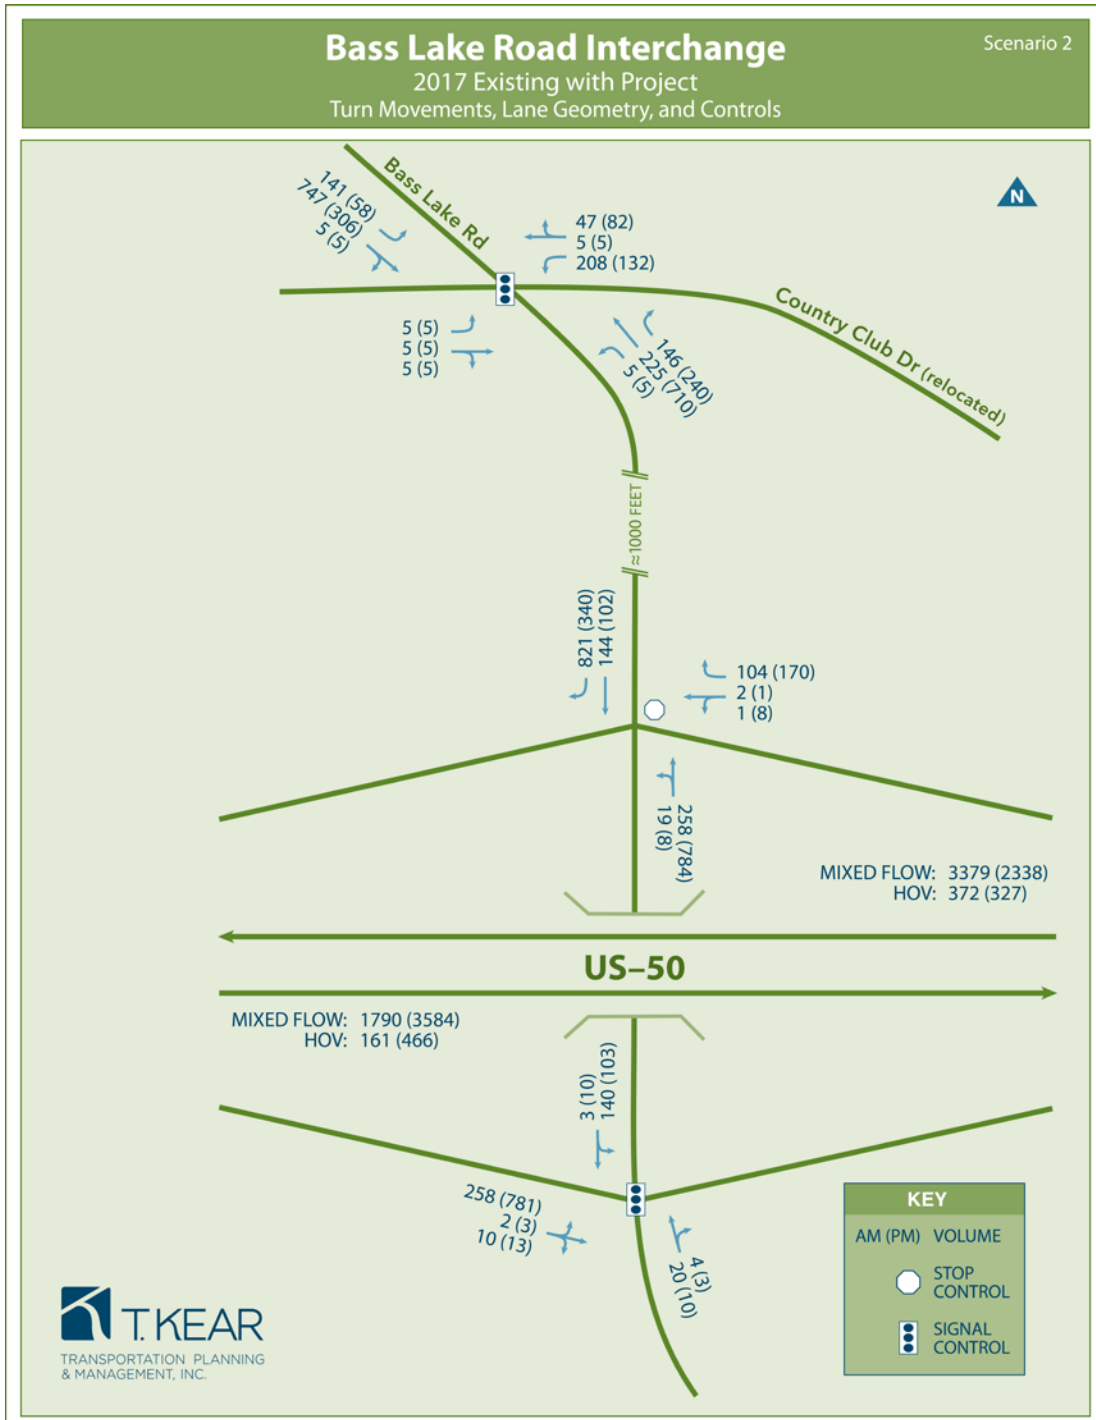 Bass Lake Road Interchange
Scenario 2
2017 Existing with Project
Turn Movements, Lane Geometry, and Controls
Bass Lake Rd
N
141 (58)
747 (306)
5 (5)
47 (82)
5 (5)
208 (132)
Country Club Dr (relocated)
5 (5)
5 (5)
5 (5)
146 (240)
225 (710)
5 (5)
≈1000 FEET
821 (340)
144 (102)
104 (170)
2 (1)
1 (8)
258 (784)
19 (8)
MIXED FLOW: 3379 (2338)
HOV: 372 (327)
US–50
MIXED FLOW: 1790 (3584)
HOV: 161 (466)
3 (10)
140 (103)
258 (781)
2 (3)
10 (13)
4 (3)
20 (10)
KEY
AM (PM) VOLUME
STOP
CONTROL
SIGNAL
CONTROL
T.KEAR
TRANSPORTATION PLANNING
& MANAGEMENT, INC.